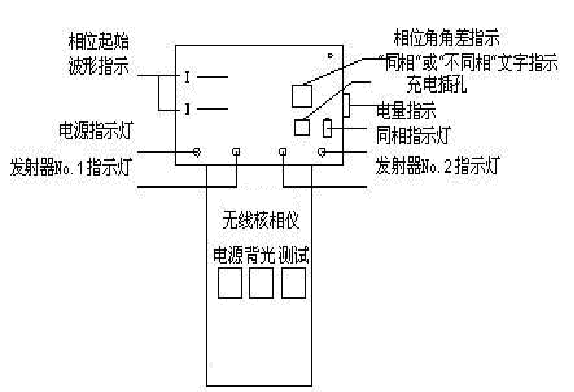 相位起始
波形指示
电源指示灯
发射器No.1指示灯
相位角角差指示
"同相"或"不同相"文字指示
充电插孔
电量指示
同相指示灯
发射器No.2指示灯
无线核相仪
电源 背光 测试